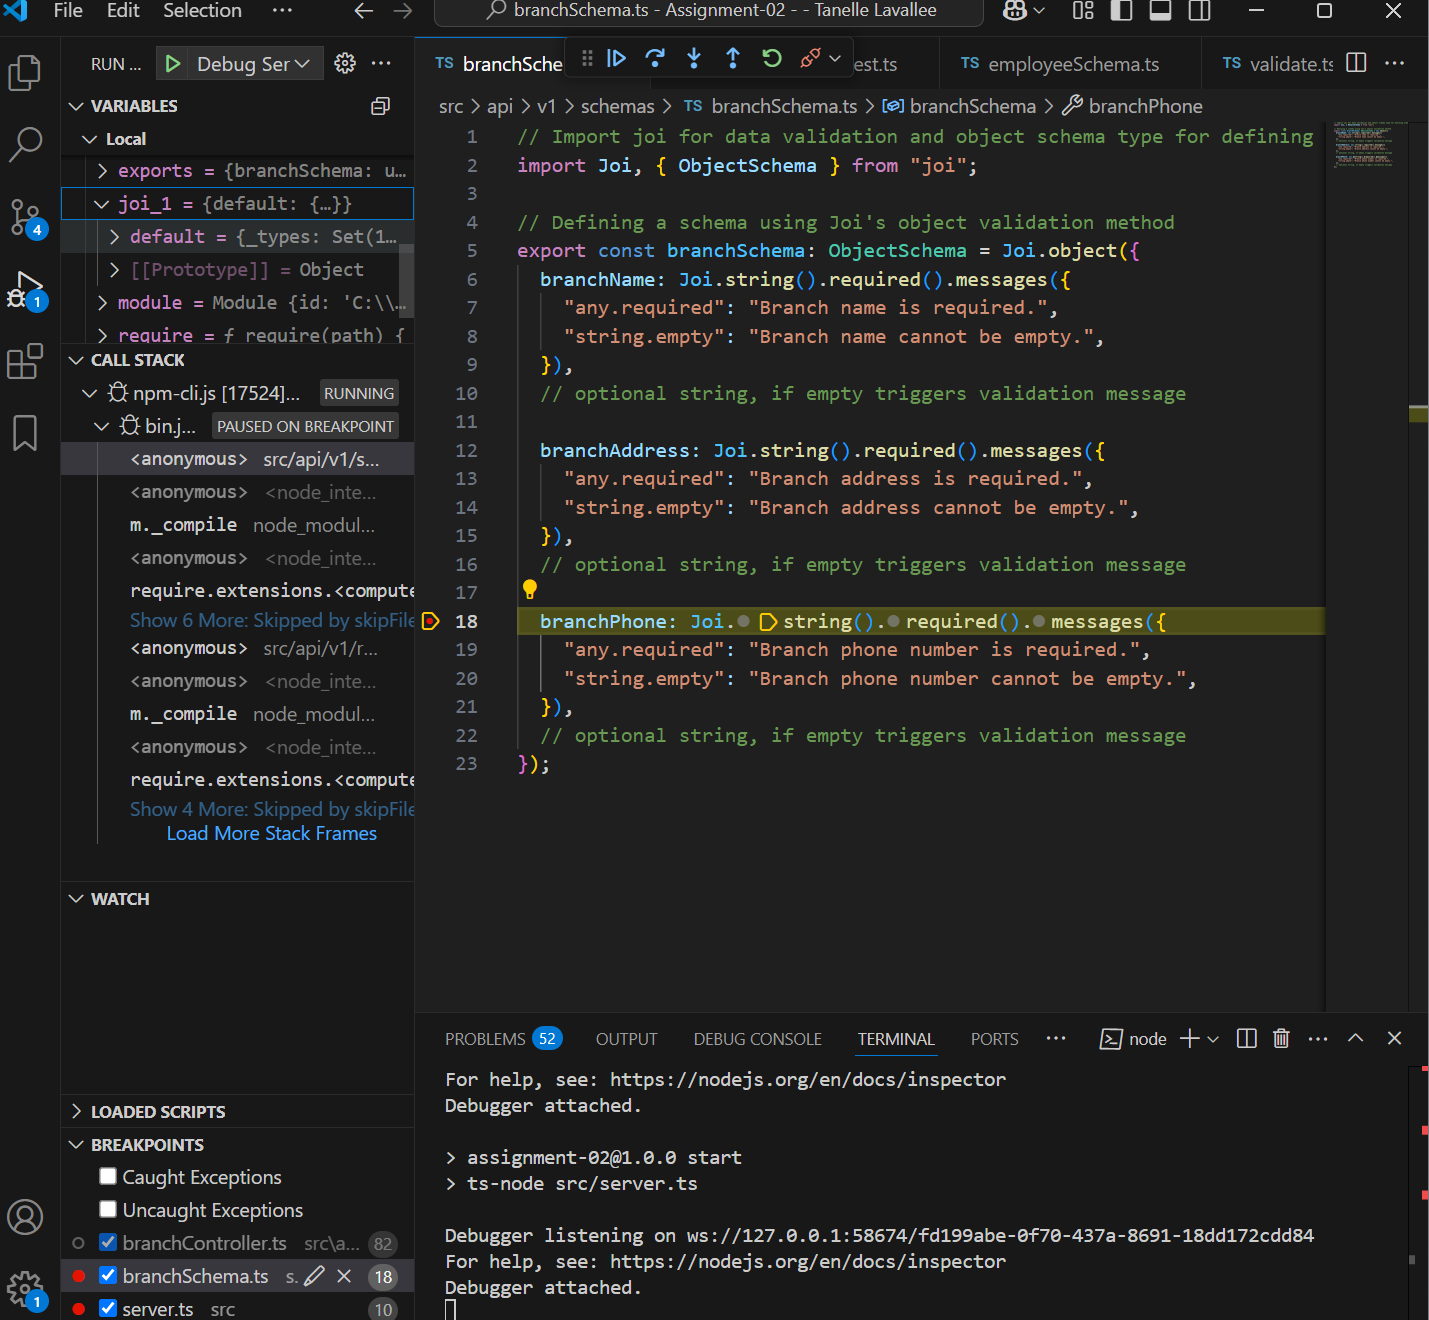 File Edit Selection ··· branchSchema.ts - Assignment-02 - - Tanelle Lavallee
RUN ... Debug Ser ···
VARIABLES
Local
exports = {branchSchema: u...
joi_1 = {default: {…}}
default = {_types: Set(1...
[[Prototype]] = Object
module = Module {id: 'C:\\...
require = ƒ require(path) {
CALL STACK
npm-cli.js [17524]... RUNNING
bin.j... PAUSED ON BREAKPOINT
<anonymous> src/api/v1/s...
<anonymous> <node_inte...
m._compile node_modul...
<anonymous> <node_inte...
require.extensions.<compute
Show 6 More: Skipped by skipFile
<anonymous> src/api/v1/r...
<anonymous> <node_inte...
m._compile node_modul...
<anonymous> <node_inte...
require.extensions.<compute
Show 4 More: Skipped by skipFile
Load More Stack Frames
WATCH
LOADED SCRIPTS
BREAKPOINTS
Caught Exceptions
Uncaught Exceptions
branchController.ts src\a... 82
branchSchema.ts s. 18
server.ts src 10
4
1
1
TS branchSche est.ts TS employeeSchema.ts TS validate.ts ···
src > api > v1 > schemas > TS branchSchema.ts > branchSchema > branchPhone
1 // Import joi for data validation and object schema type for defining
2 import Joi, { ObjectSchema } from "joi";
3
4 // Defining a schema using Joi's object validation method
5 export const branchSchema: ObjectSchema = Joi.object({
6 branchName: Joi.string().required().messages({
7 "any.required": "Branch name is required.",
8 "string.empty": "Branch name cannot be empty.",
9 }),
10 // optional string, if empty triggers validation message
11
12 branchAddress: Joi.string().required().messages({
13 "any.required": "Branch address is required.",
14 "string.empty": "Branch address cannot be empty.",
15 }),
16 // optional string, if empty triggers validation message
17
18 branchPhone: Joi.string().required().messages({
19 "any.required": "Branch phone number is required.",
20 "string.empty": "Branch phone number cannot be empty.",
21 }),
22 // optional string, if empty triggers validation message
23 });
PROBLEMS 52 OUTPUT DEBUG CONSOLE TERMINAL PORTS ··· node ···
For help, see: https://nodejs.org/en/docs/inspector
Debugger attached.
> assignment-02@1.0.0 start
> ts-node src/server.ts
Debugger listening on ws://127.0.0.1:58674/fd199abe-0f70-437a-8691-18dd172cdd84
For help, see: https://nodejs.org/en/docs/inspector
Debugger attached.